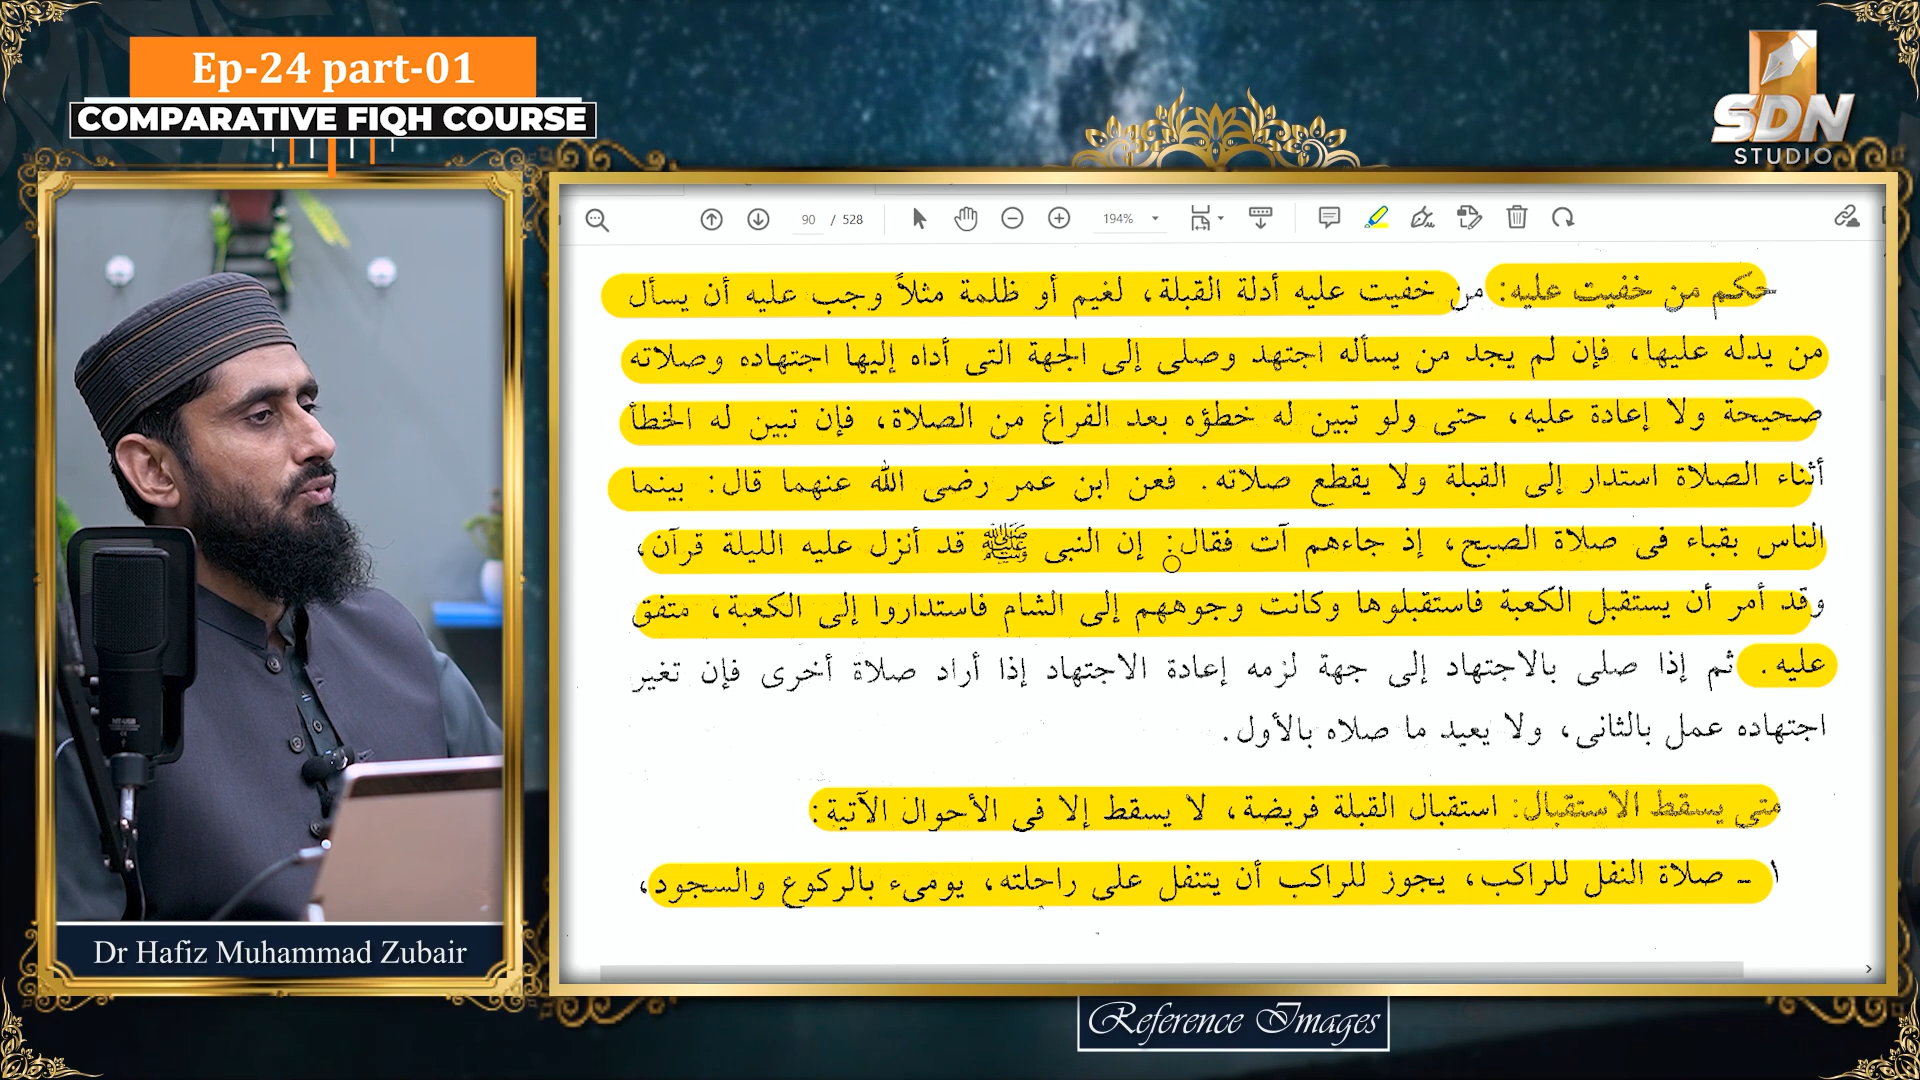 Ep-24 part-01
COMPARATIVE FIQH COURSE
SDN
STUDIO
90 / 528
194%
حكم من خفيت عليه: من خفيت عليه أدلة القبلة، لغيم أو ظلمة مثلاً وجب عليه أن يسأل
من يدله عليها، فإن لم يجد من يسأله اجتهد وصلى إلى الجهة التى أداه إليها اجتهاده وصلاته
صحيحة ولا إعادة عليه، حتى ولو تبين له خطؤه بعد الفراغ من الصلاة، فإن تبين له الخطأ
أثناء الصلاة استدار إلى القبلة ولا يقطع صلاته. فعن ابن عمر رضى الله عنهما قال: بينما
الناس بقباء فى صلاة الصبح، إذ جاءهم آت فقال: إن النبى ﷺ قد أنزل عليه الليلة قرآن،
وقد أمر أن يستقبل الكعبة فاستقبلوها وكانت وجوههم إلى الشام فاستداروا إلى الكعبة، متفق
عليه. ثم إذا صلى بالاجتهاد إلى جهة لزمه إعادة الاجتهاد إذا أراد صلاة أخرى فإن تغير
اجتهاده عمل بالثانى، ولا يعيد ما صلاه بالأول.
متى يسقط الاستقبال: استقبال القبلة فريضة، لا يسقط إلا فى الأحوال الآتية:
١ ـ صلاة النفل للراكب، يجوز للراكب أن يتنفل على راحلته، يومىء بالركوع والسجود،
Dr Hafiz Muhammad Zubair
Reference Images